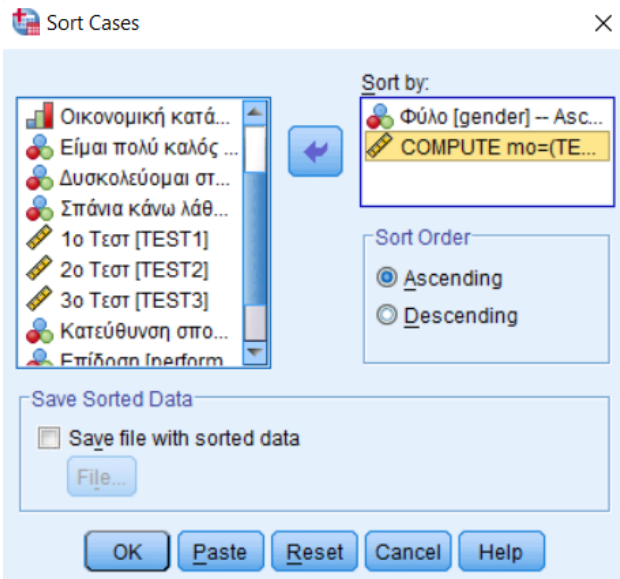 Sort Cases
Οικονομική κατά...
Είμαι πολύ καλός ...
Δυσκολεύομαι στ...
Σπάνια κάνω λάθ...
1ο Τεστ [TEST1]
2ο Τεστ [TEST2]
3ο Τεστ [TEST3]
Κατεύθυνση σπο...
Επίδοση [perform
Sort by:
Φύλο [gender] -- Asc...
COMPUTE mo=(TE...
Sort Order
Ascending
Descending
Save Sorted Data
Save file with sorted data
File...
OK Paste Reset Cancel Help